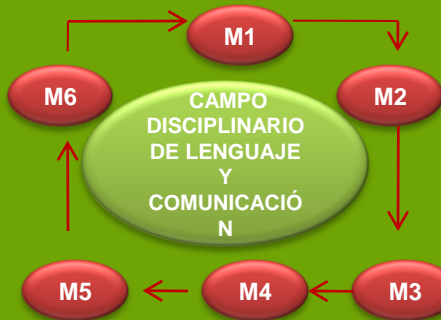 M1
M6
M2
CAMPO
DISCIPLINARIO
DE LENGUAJE
Y
COMUNICACIÓ
N
M5
M4
M3